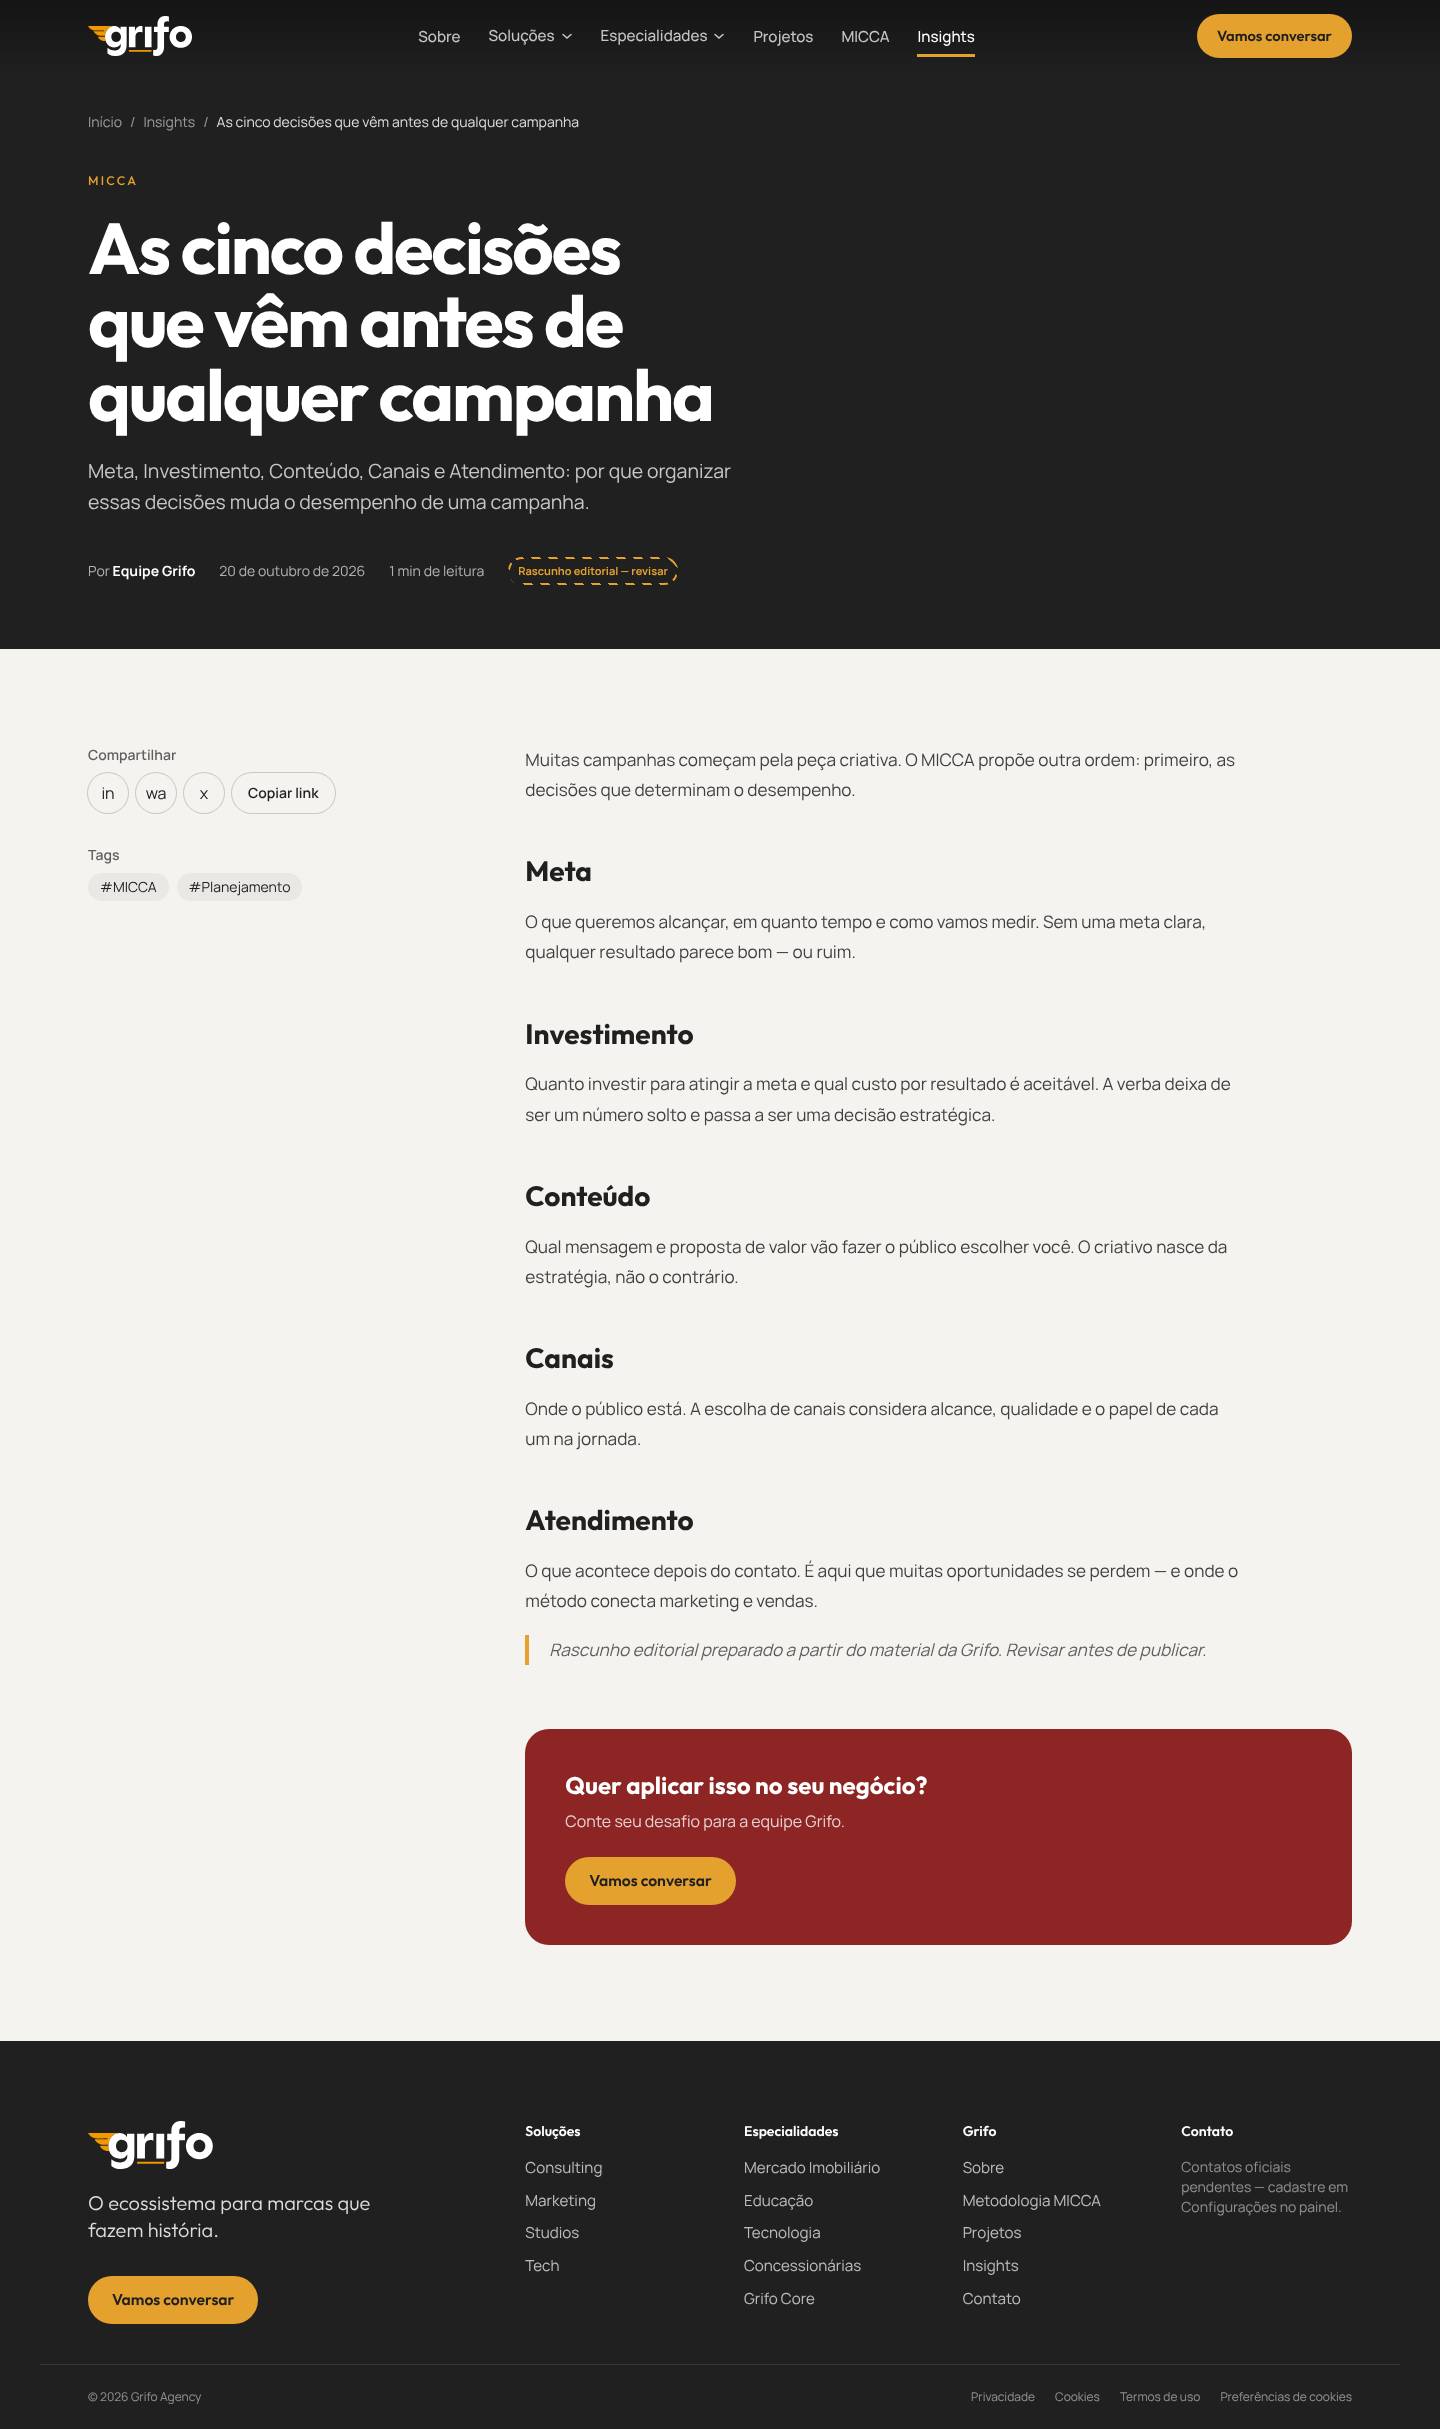 grifo
Sobre
Soluções
Especialidades
Projetos
MICCA
Insights
Vamos conversar
Início / Insights / As cinco decisões que vêm antes de qualquer campanha
MICCA
As cinco decisões
que vêm antes de
qualquer campanha
Meta, Investimento, Conteúdo, Canais e Atendimento: por que organizar
essas decisões muda o desempenho de uma campanha.
Por Equipe Grifo
20 de outubro de 2026
1 min de leitura
Rascunho editorial — revisar
Compartilhar
in
wa
x
Copiar link
Tags
#MICCA
#Planejamento
Muitas campanhas começam pela peça criativa. O MICCA propõe outra ordem: primeiro, as
decisões que determinam o desempenho.
Meta
O que queremos alcançar, em quanto tempo e como vamos medir. Sem uma meta clara,
qualquer resultado parece bom — ou ruim.
Investimento
Quanto investir para atingir a meta e qual custo por resultado é aceitável. A verba deixa de
ser um número solto e passa a ser uma decisão estratégica.
Conteúdo
Qual mensagem e proposta de valor vão fazer o público escolher você. O criativo nasce da
estratégia, não o contrário.
Canais
Onde o público está. A escolha de canais considera alcance, qualidade e o papel de cada
um na jornada.
Atendimento
O que acontece depois do contato. É aqui que muitas oportunidades se perdem — e onde o
método conecta marketing e vendas.
Rascunho editorial preparado a partir do material da Grifo. Revisar antes de publicar.
Quer aplicar isso no seu negócio?
Conte seu desafio para a equipe Grifo.
Vamos conversar
grifo
O ecossistema para marcas que
fazem história.
Vamos conversar
Soluções
Consulting
Marketing
Studios
Tech
Especialidades
Mercado Imobiliário
Educação
Tecnologia
Concessionárias
Grifo Core
Grifo
Sobre
Metodologia MICCA
Projetos
Insights
Contato
Contato
Contatos oficiais
pendentes — cadastre em
Configurações no painel.
© 2026 Grifo Agency
Privacidade
Cookies
Termos de uso
Preferências de cookies